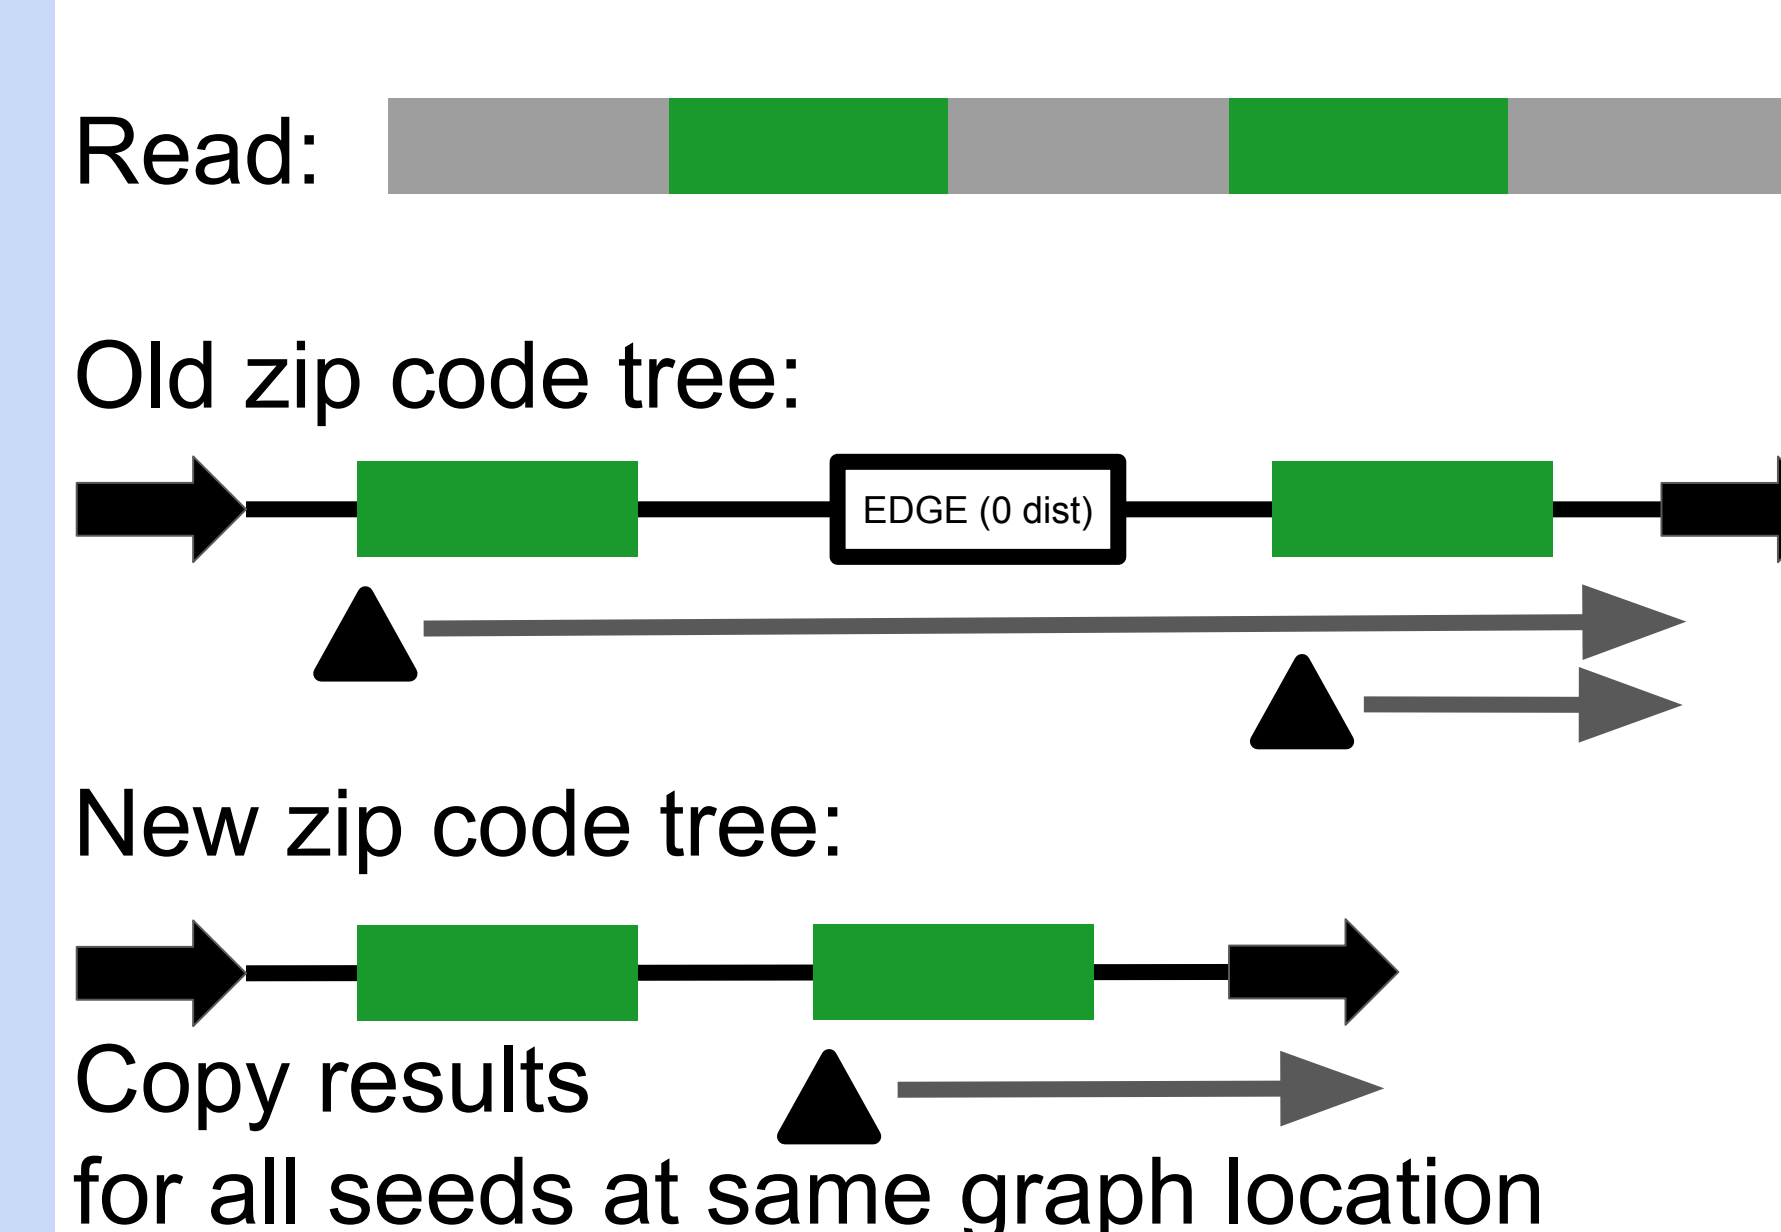 Read:
Old zip code tree:
EDGE (0 dist)
New zip code tree:
Copy results
for all seeds at same graph location